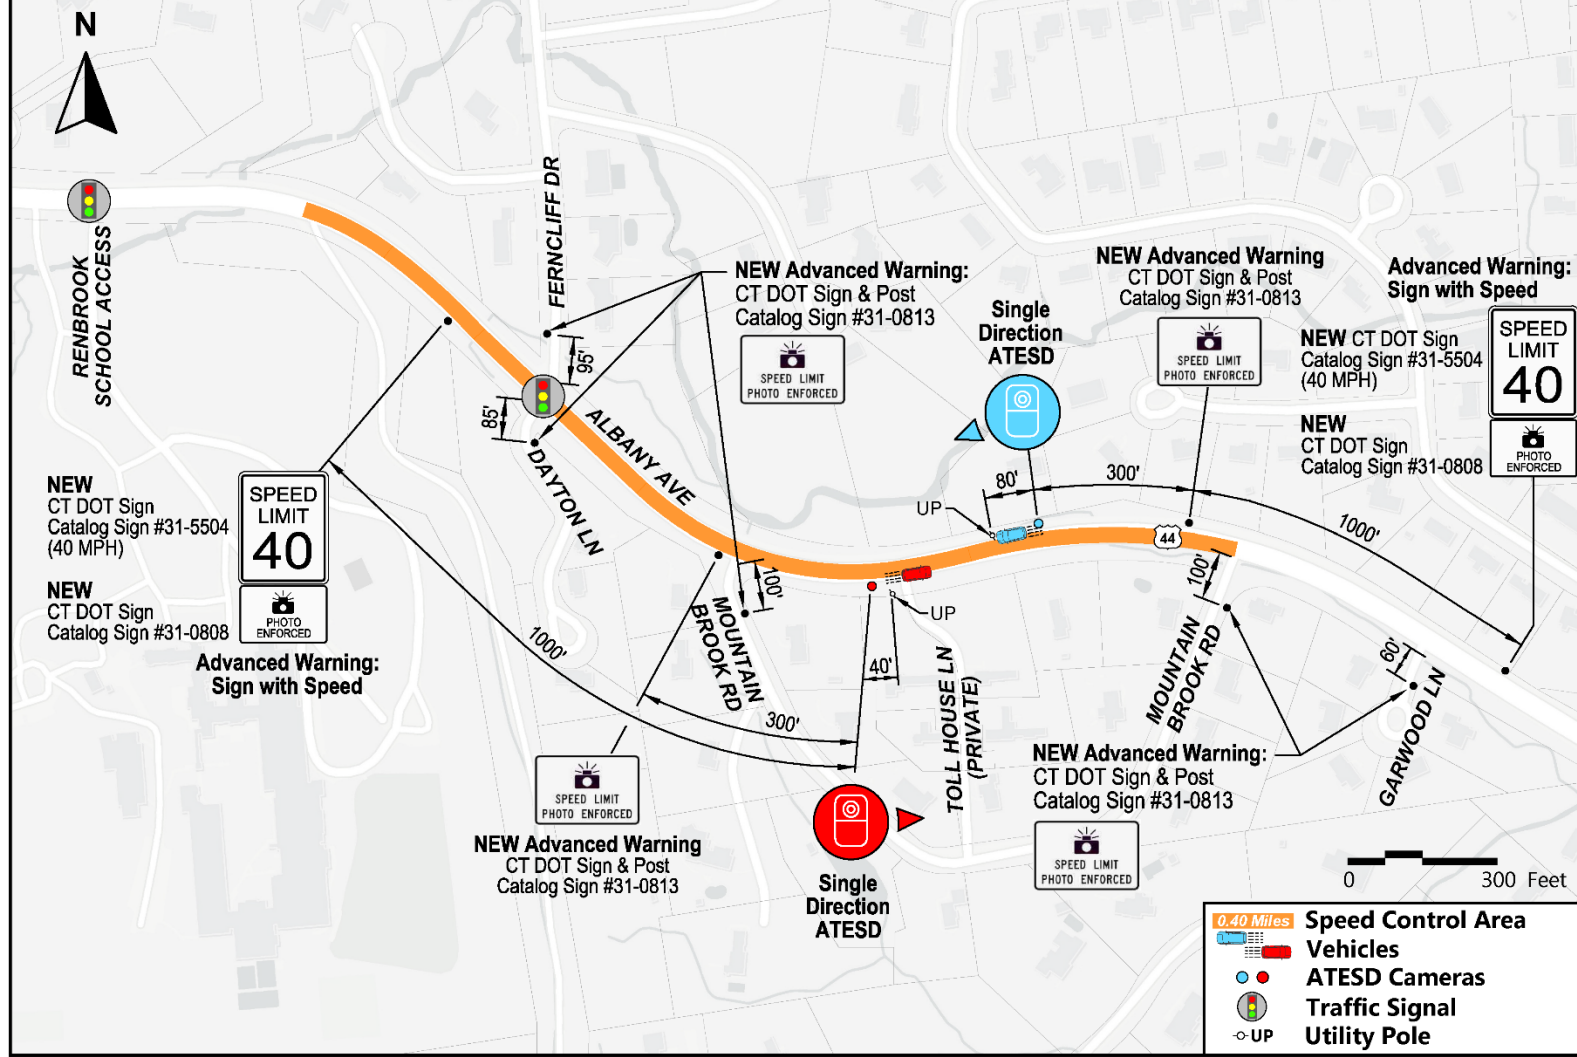 N
RENBROOK
SCHOOL ACCESS
FERNCLIFF DR
95'
85'
DAYTON LN
ALBANY AVE
NEW Advanced Warning:
CT DOT Sign & Post
Catalog Sign #31-0813
SPEED LIMIT
PHOTO ENFORCED
Single
Direction
ATESD
NEW Advanced Warning
CT DOT Sign & Post
Catalog Sign #31-0813
SPEED LIMIT
PHOTO ENFORCED
Advanced Warning:
Sign with Speed
NEW CT DOT Sign
Catalog Sign #31-5504
(40 MPH)
NEW
CT DOT Sign
Catalog Sign #31-0808
SPEED
LIMIT
40
PHOTO
ENFORCED
UP
80'
300'
1000'
44
NEW
CT DOT Sign
Catalog Sign #31-5504
(40 MPH)
NEW
CT DOT Sign
Catalog Sign #31-0808
SPEED
LIMIT
40
PHOTO
ENFORCED
Advanced Warning:
Sign with Speed
1000'
300'
100'
MOUNTAIN
BROOK RD
UP
40'
TOLL HOUSE LN
(PRIVATE)
100'
MOUNTAIN
BROOK RD
60'
GARWOOD LN
SPEED LIMIT
PHOTO ENFORCED
NEW Advanced Warning
CT DOT Sign & Post
Catalog Sign #31-0813
Single
Direction
ATESD
NEW Advanced Warning:
CT DOT Sign & Post
Catalog Sign #31-0813
SPEED LIMIT
PHOTO ENFORCED
0 300 Feet
0.40 Miles Speed Control Area
Vehicles
ATESD Cameras
Traffic Signal
UP Utility Pole